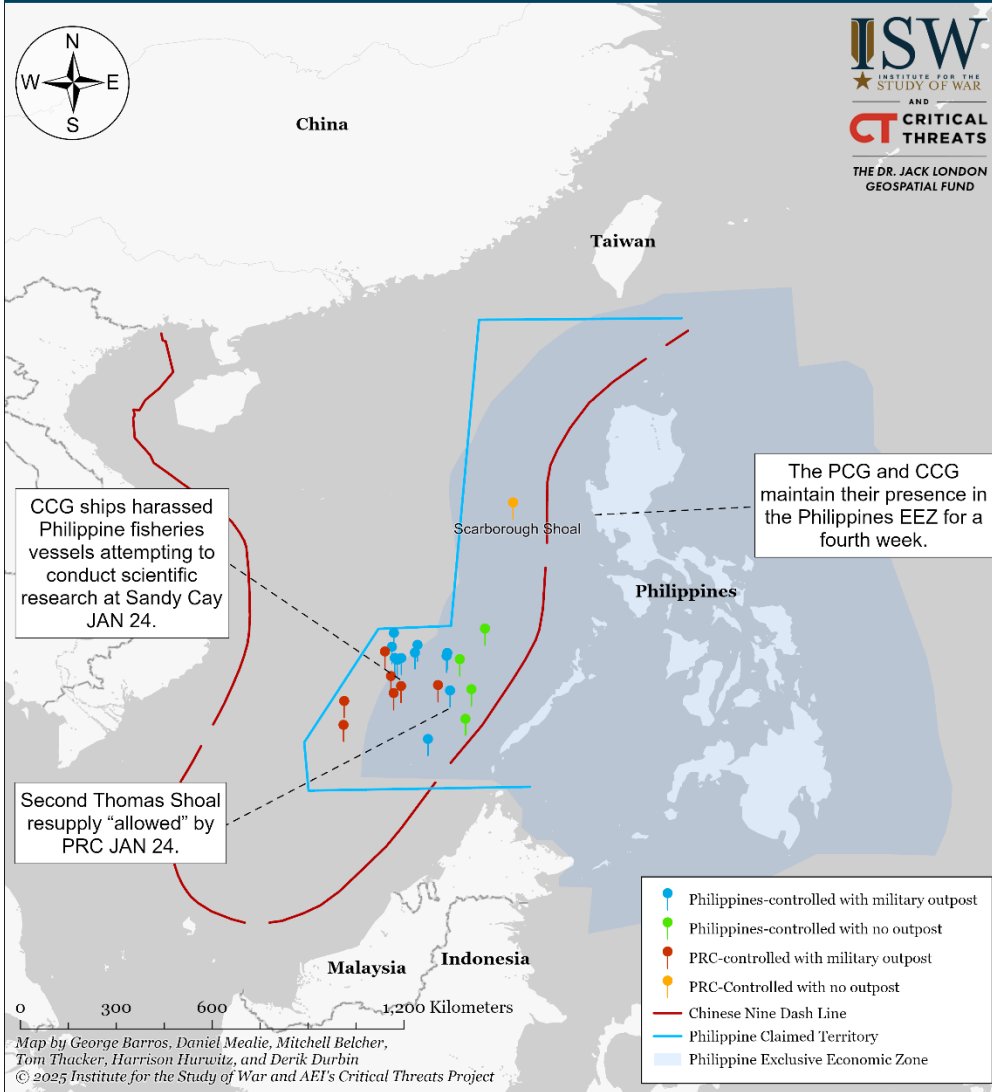 N
W
E
S
ISW
INSTITUTE FOR THE
STUDY OF WAR
AND
CT CRITICAL
THREATS
THE DR. JACK LONDON
GEOSPATIAL FUND
China
Taiwan
CCG ships harassed
Philippine fisheries
vessels attempting to
conduct scientific
research at Sandy Cay
JAN 24.
The PCG and CCG
maintain their presence in
the Philippines EEZ for a
fourth week.
Scarborough Shoal
Philippines
Second Thomas Shoal
resupply “allowed” by
PRC JAN 24.
Malaysia
Indonesia
0 300 600 1,200 Kilometers
Map by George Barros, Daniel Mealie, Mitchell Belcher,
Tom Thacker, Harrison Hurwitz, and Derik Durbin
© 2025 Institute for the Study of War and AEI's Critical Threats Project
Philippines-controlled with military outpost
Philippines-controlled with no outpost
PRC-controlled with military outpost
PRC-Controlled with no outpost
Chinese Nine Dash Line
Philippine Claimed Territory
Philippine Exclusive Economic Zone